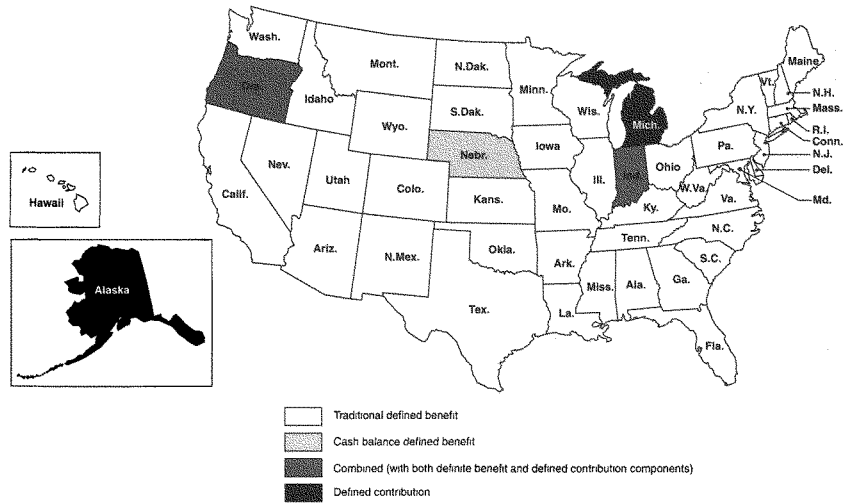 Wash.
Mont.
N.Dak.
Minn.
Maine
Vt.
Ore.
Idaho
S.Dak.
Wis.
N.Y.
N.H.
Mass.
Wyo.
Mich.
R.I.
Conn.
Nev.
Nebr.
Iowa
Pa.
N.J.
Utah
Ill.
Ind.
Ohio
Del.
Hawaii
Calif.
Colo.
Kans.
Mo.
W.Va.
Va.
Md.
Ky.
N.C.
Ariz.
N.Mex.
Okla.
Ark.
Tenn.
S.C.
Alaska
Tex.
Miss.
Ala.
Ga.
La.
Fla.
Traditional defined benefit
Cash balance defined benefit
Combined (with both definite benefit and defined contribution components)
Defined contribution